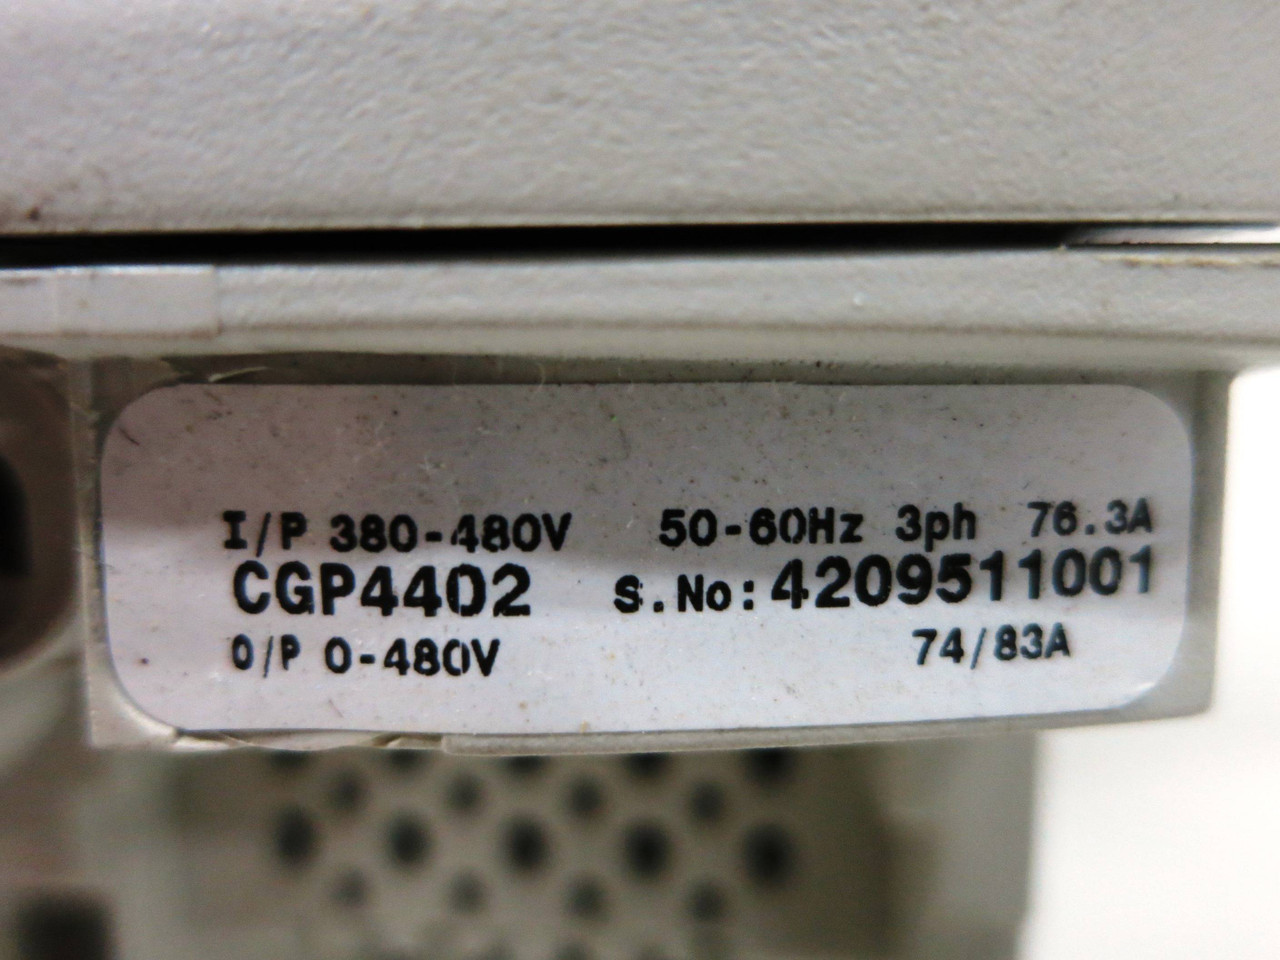 I/P 380-480V 50-60Hz 3ph 76.3A
CGP4402 S.No: 4209511001
O/P 0-480V 74/83A